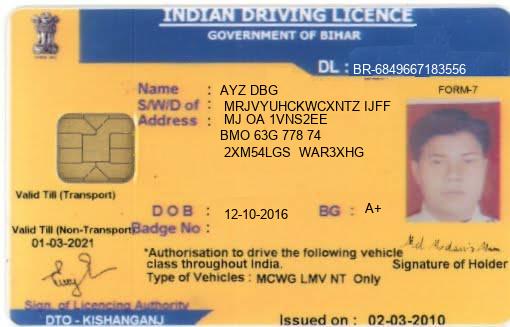 INDIAN DRIVING LICENCE
GOVERNMENT OF BIHAR
DL : BR-6849667183556
Name : AYZ DBG
FORM-7
S/W/D of : MRJVYUHCKWCXNTZ IJFF
Address : MJ OA 1VNS2EE
BMO 63G 778 74
2XM54LGS WAR3XHG
Valid Till (Transport)
DOB : 12-10-2016 BG : A+
Valid Till (Non-Transport)
Badge No :
01-03-2021
*Authorisation to drive the following vehicle
class throughout India.
Signature of Holder
Type of Vehicles : MCWG LMV NT Only
Sign. of Licencing Authority
DTO - KISHANGANJ
Issued on : 02-03-2010